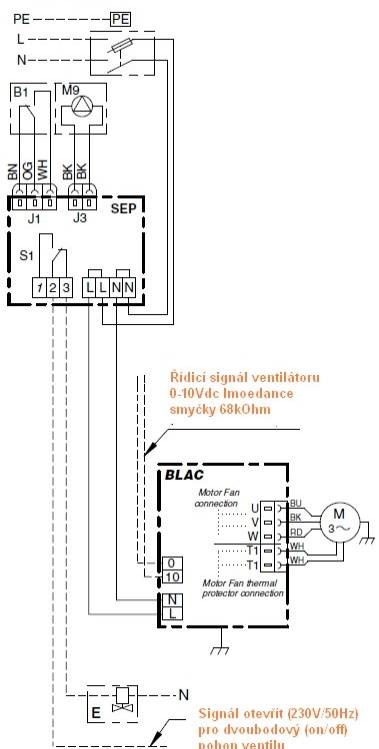 PE PE
L
N
B1 M9
BN OG WH BK BK
J1 J3 SEP
S1
1 2 3 L L N N
Řídicí signál ventilátoru
0-10Vdc Imoedance
smyčky 68kOhm
BLAC
Motor Fan
connection
U BU
V BK
W RD
T1 WH
T1 WH
M
3~
0
10
Motor Fan thermal
protector connection
N
L
E N
Signál otevřít (230V/50Hz)
pro dvoubodový (on/off)
pohon ventilu